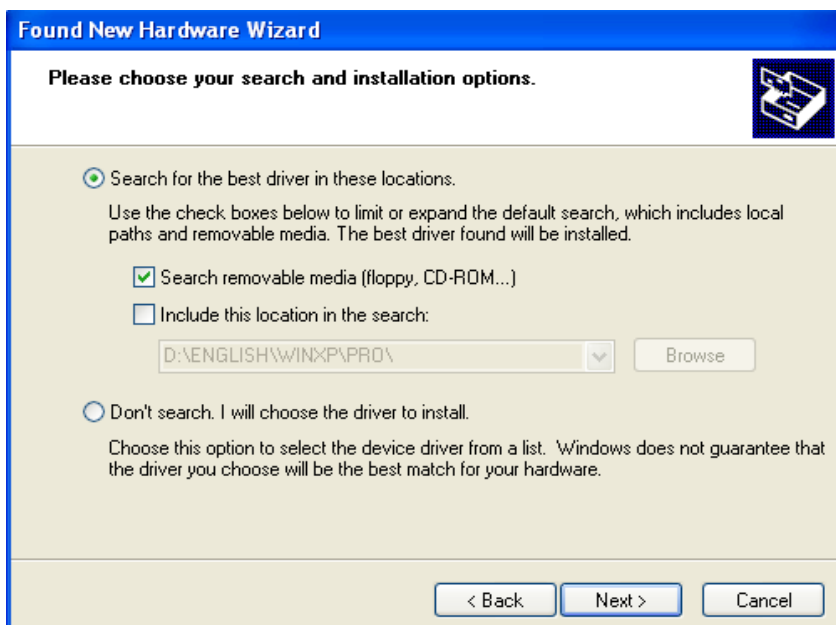 Found New Hardware Wizard
Please choose your search and installation options.
Search for the best driver in these locations.
Use the check boxes below to limit or expand the default search, which includes local
paths and removable media. The best driver found will be installed.
Search removable media (floppy, CD-ROM...)
Include this location in the search:
D:\ENGLISH\WINXP\PRO\
Browse
Don't search. I will choose the driver to install.
Choose this option to select the device driver from a list.  Windows does not guarantee that
the driver you choose will be the best match for your hardware.
< Back
Next >
Cancel